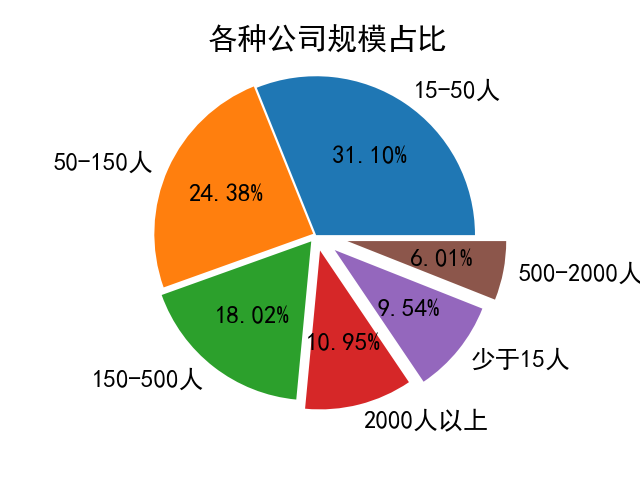 各种公司规模占比
15-50人
31.10%
50-150人
24.38%
6.01%
500-2000人
9.54%
18.02%
10.95%
少于15人
150-500人
2000人以上